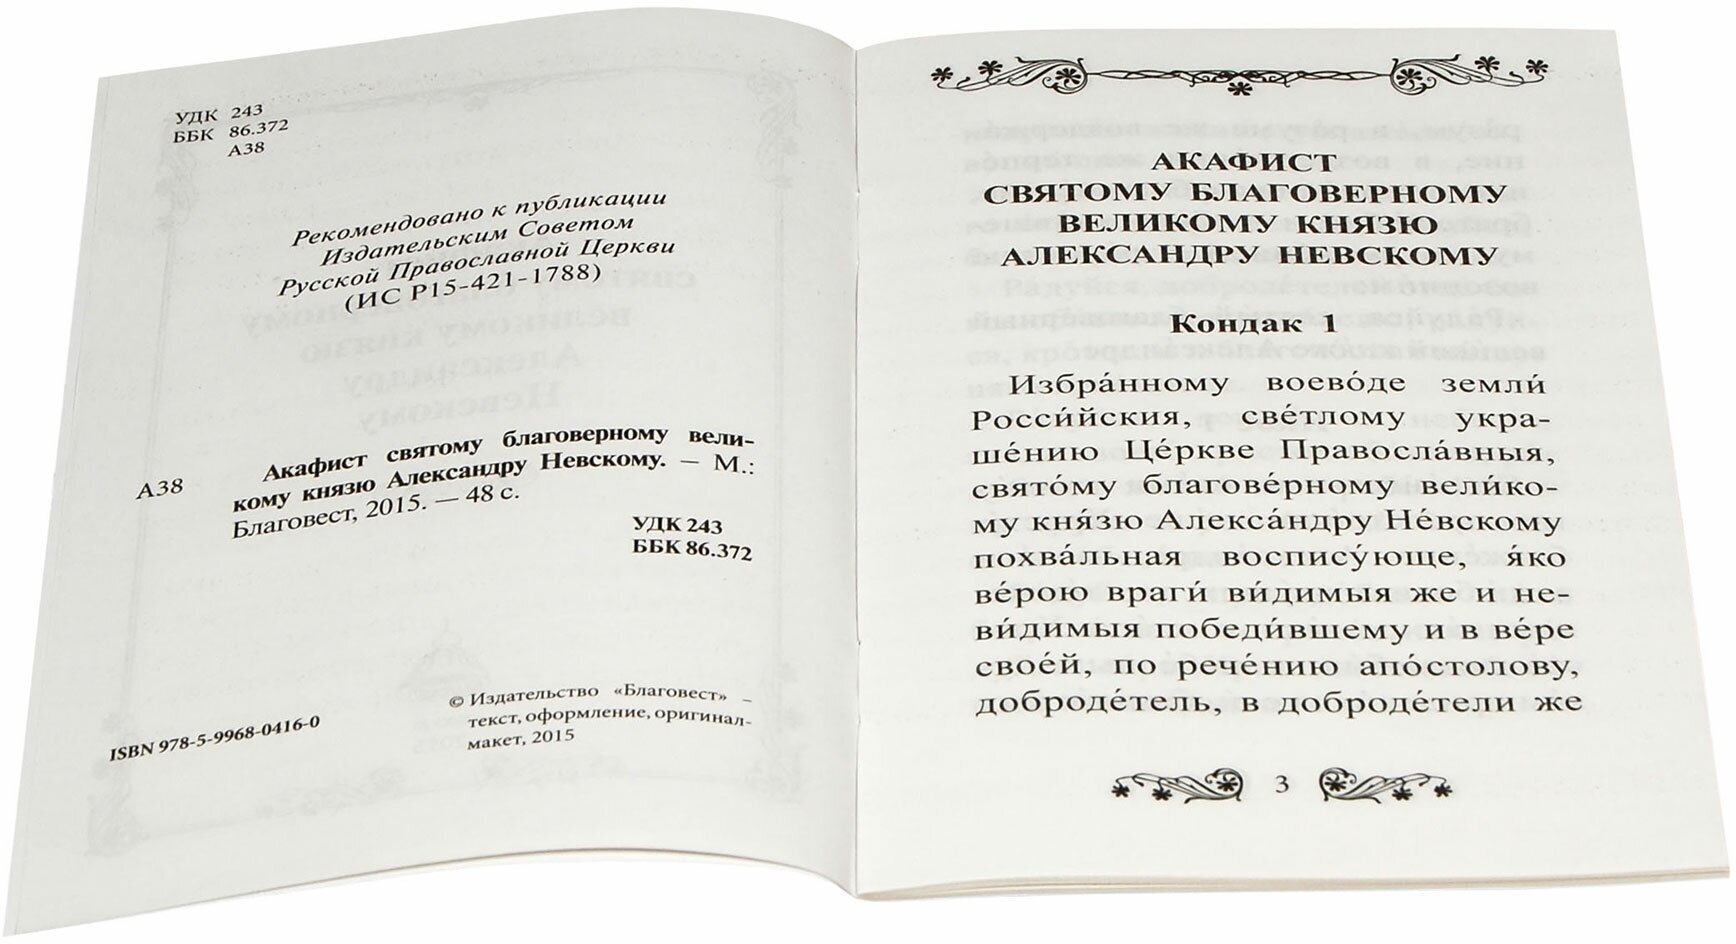 УДК 243
ББК 86.372
А38
Рекомендовано к публикации
Издательским Советом
Русской Православной Церкви
(ИС Р15-421-1788)
А38
Акафист святому благоверному вели-
кому князю Александру Невскому. — М.:
Благовест, 2015. — 48 с.
УДК 243
ББК 86.372
© Издательство «Благовест» –
текст, оформление, оригинал-
макет, 2015
ISBN 978-5-9968-0416-0
АКАФИСТ
СВЯТОМУ БЛАГОВЕРНОМУ
ВЕЛИКОМУ КНЯЗЮ
АЛЕКСАНДРУ НЕВСКОМУ
Кондак 1
Избра́нному воево́де земли́
Росси́йския, све́тлому укра-
ше́нию Це́ркве Правосла́вныя,
свято́му благове́рному вели́ко-
му кня́зю Алекса́ндру Не́вскому
похва́льная восписýюще, я́ко
ве́рою враги́ ви́димыя же и не-
ви́димыя победи́вшему и в ве́ре
свое́й, по рече́нию апо́столову,
доброде́тель, в доброде́тели же
3